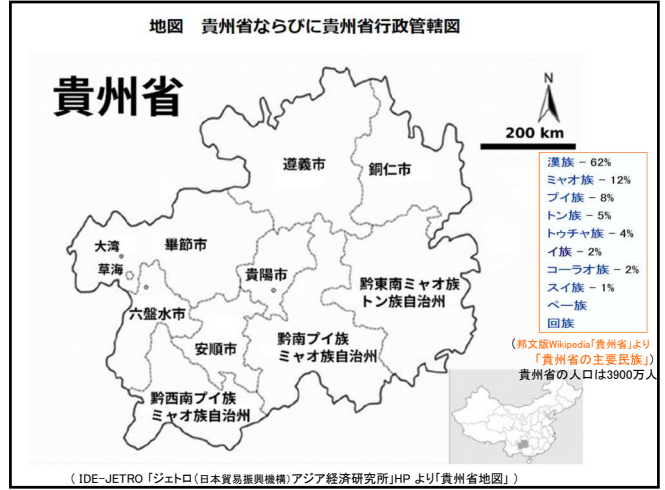 地図　貴州省ならびに貴州省行政管轄図
貴州省
N
200 km
遵義市
銅仁市
漢族 – 62%
ミャオ族 – 12%
プイ族 – 8%
トン族 – 5%
トゥチャ族 – 4%
イ族 – 2%
コーラオ族 – 2%
スイ族 – 1%
ペー族
回族
大湾
畢節市
草海
貴陽市
黔東南ミャオ族
トン族自治州
六盤水市
安順市
黔南プイ族
ミャオ族自治州
黔西南プイ族
ミャオ族自治州
(邦文版Wikipedia「貴州省」より
「貴州省の主要民族」)
貴州省の人口は3900万人
( IDE-JETRO 「ジェトロ(日本貿易振興機構)アジア経済研究所」HP より「貴州省地図」 )